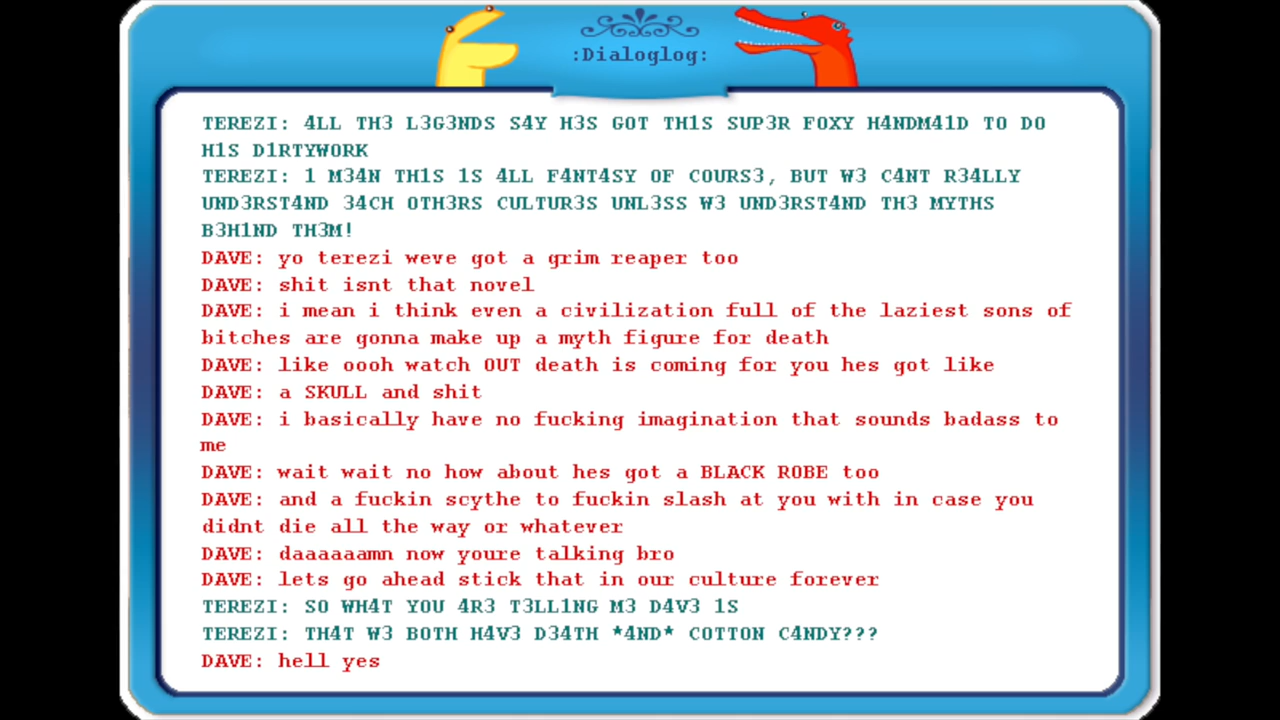 :Dialoglog:
TEREZI: 4LL TH3 L3G3NDS S4Y H3S GOT TH1S SUP3R FOXY H4NDM41D TO DO
H1S D1RTYWORK
TEREZI: 1 M34N TH1S 1S 4LL F4NT4SY OF COURS3, BUT W3 C4NT R34LLY
UND3RST4ND 34CH OTH3RS CULTUR3S UNL3SS W3 UND3RST4ND TH3 MYTHS
B3H1ND TH3M!
DAVE: yo terezi weve got a grim reaper too
DAVE: shit isnt that novel
DAVE: i mean i think even a civilization full of the laziest sons of
bitches are gonna make up a myth figure for death
DAVE: like oooh watch OUT death is coming for you hes got like
DAVE: a SKULL and shit
DAVE: i basically have no fucking imagination that sounds badass to
me
DAVE: wait wait no how about hes got a BLACK ROBE too
DAVE: and a fuckin scythe to fuckin slash at you with in case you
didnt die all the way or whatever
DAVE: daaaaaamn now youre talking bro
DAVE: lets go ahead stick that in our culture forever
TEREZI: SO WH4T YOU 4R3 T3LL1NG M3 D4V3 1S
TEREZI: TH4T W3 BOTH H4V3 D34TH *4ND* COTTON C4NDY???
DAVE: hell yes